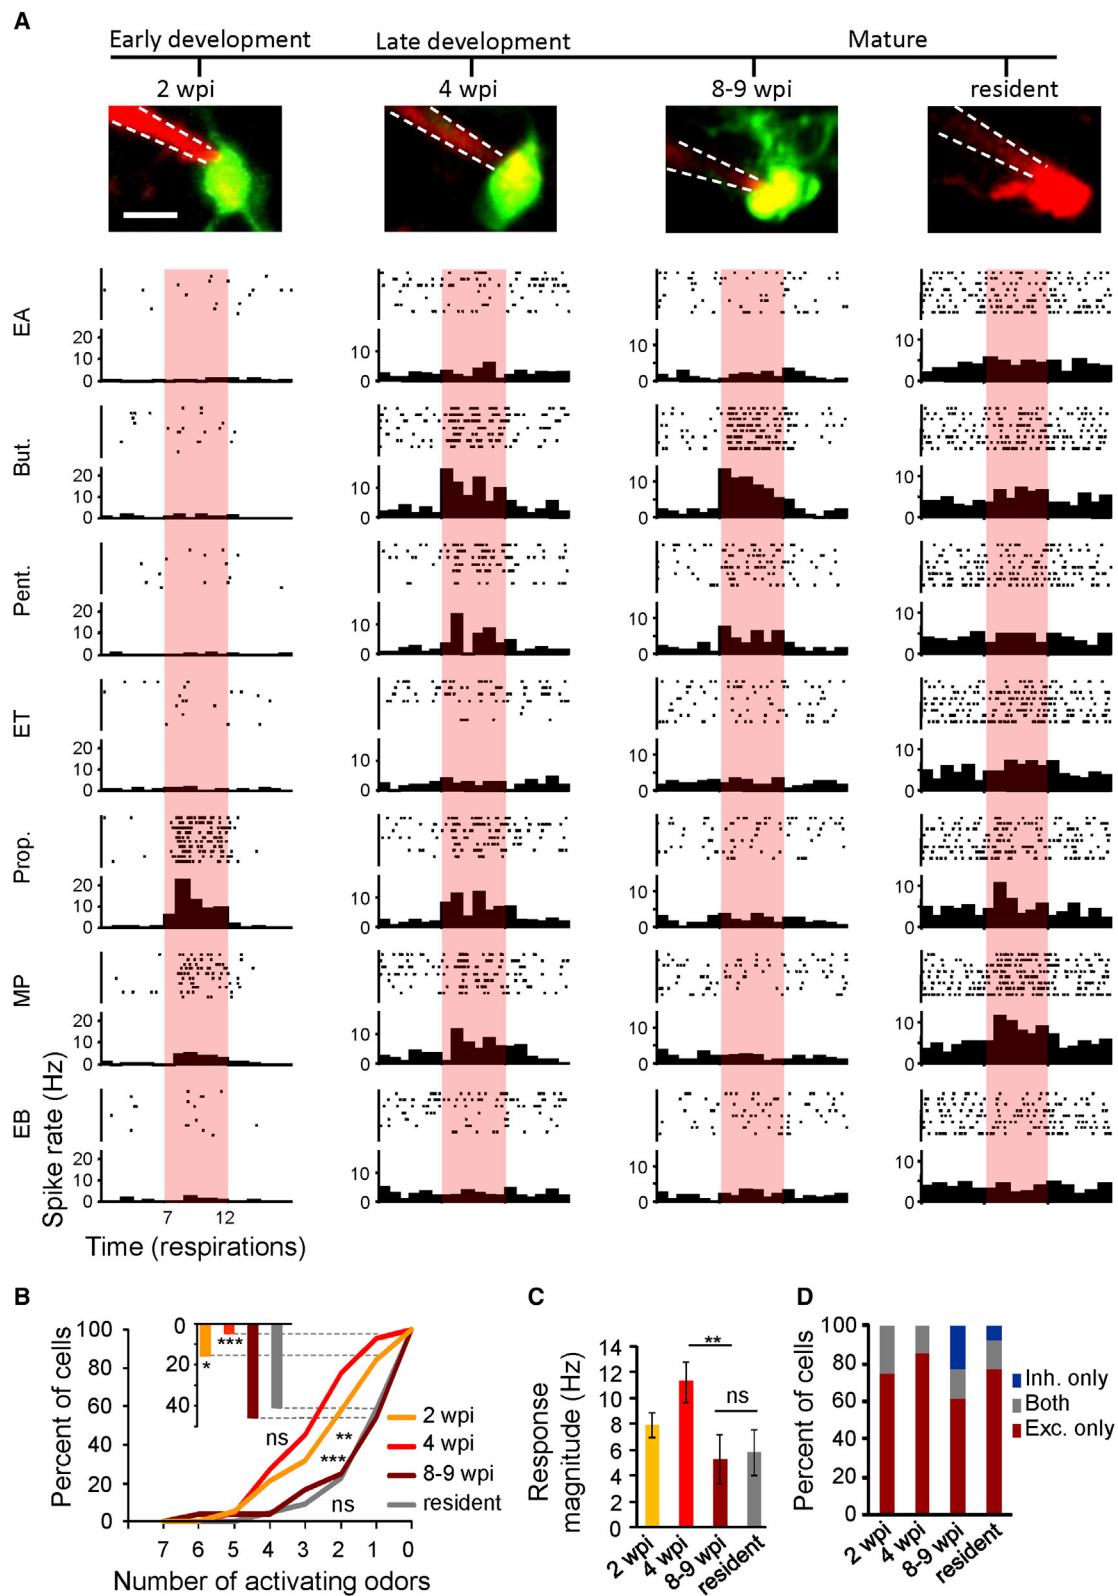 A
Early development
Late development
Mature
2 wpi
4 wpi
8-9 wpi
resident
EA
20
10
0
10
0
10
0
10
0
But.
20
10
0
10
0
10
0
10
0
Pent.
20
10
0
10
0
10
0
10
0
ET
20
10
0
10
0
10
0
10
0
Prop.
20
10
0
10
0
10
0
10
0
MP
20
10
0
10
0
10
0
10
0
EB
20
10
0
10
0
10
0
10
0
Spike rate (Hz)
7 12
Time (respirations)
B
Percent of cells
100
80
60
40
20
0
0
20
40
*
***
ns
**
***
ns
2 wpi
4 wpi
8-9 wpi
resident
7 6 5 4 3 2 1 0
Number of activating odors
C
Response
magnitude (Hz)
14
12
10
8
6
4
2
0
**
ns
2 wpi
4 wpi
8-9 wpi
resident
D
Percent of cells
100
80
60
40
20
0
Inh. only
Both
Exc. only
2 wpi
4 wpi
8-9 wpi
resident